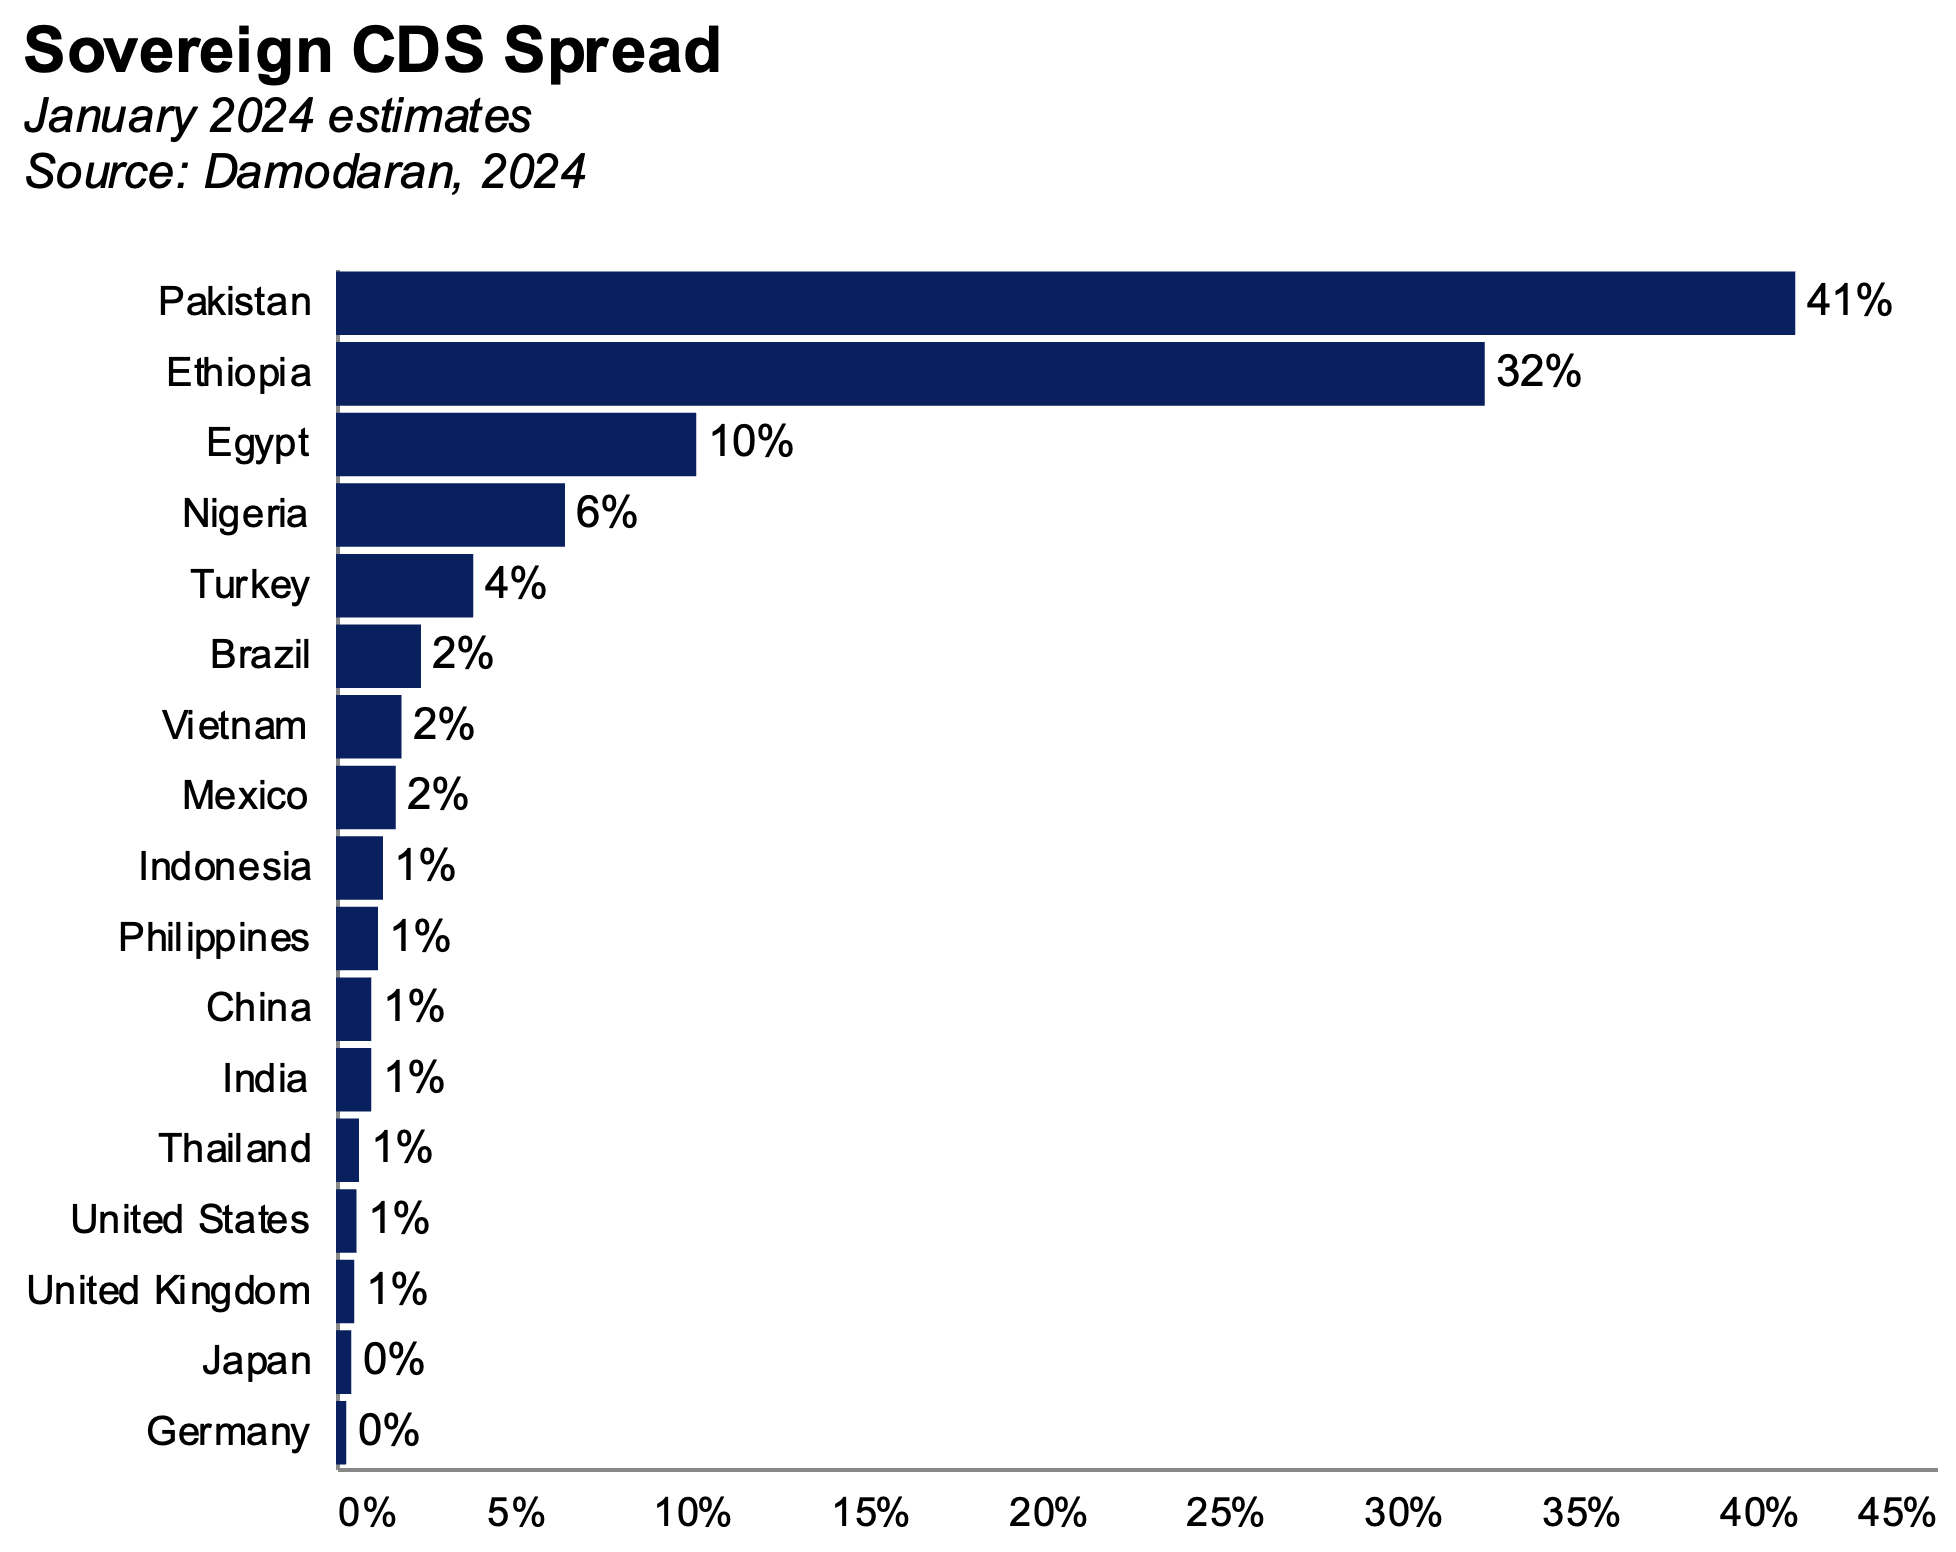 Sovereign CDS Spread
January 2024 estimates
Source: Damodaran, 2024
Pakistan 41%
Ethiopia 32%
Egypt 10%
Nigeria 6%
Turkey 4%
Brazil 2%
Vietnam 2%
Mexico 2%
Indonesia 1%
Philippines 1%
China 1%
India 1%
Thailand 1%
United States 1%
United Kingdom 1%
Japan 0%
Germany 0%
0% 5% 10% 15% 20% 25% 30% 35% 40% 45%